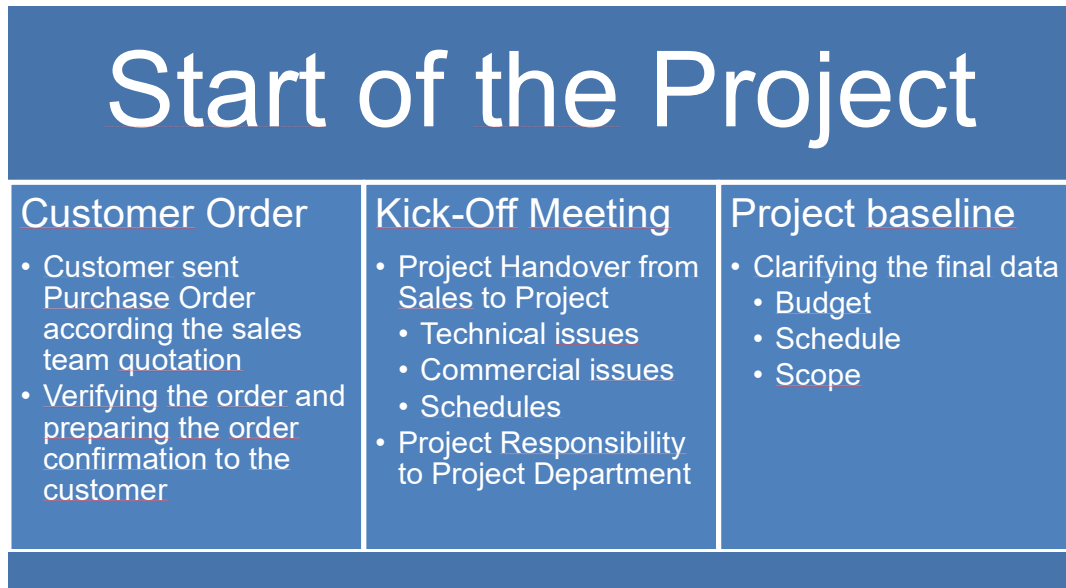 Start of the Project
Customer Order
• Customer sent
Purchase Order
according the sales
team quotation
• Verifying the order and
preparing the order
confirmation to the
customer
Kick-Off Meeting
• Project Handover from
Sales to Project
• Technical issues
• Commercial issues
• Schedules
• Project Responsibility
to Project Department
Project baseline
• Clarifying the final data
• Budget
• Schedule
• Scope